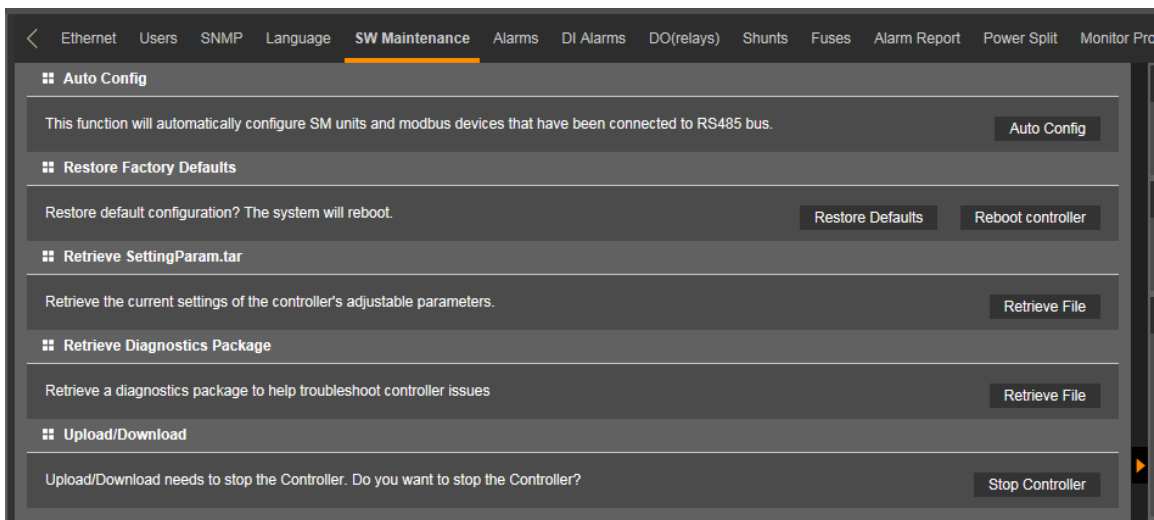 Ethernet Users SNMP Language SW Maintenance Alarms DI Alarms DO(relays) Shunts Fuses Alarm Report Power Split Monitor Pro
Auto Config
This function will automatically configure SM units and modbus devices that have been connected to RS485 bus. Auto Config
Restore Factory Defaults
Restore default configuration? The system will reboot. Restore Defaults Reboot controller
Retrieve SettingParam.tar
Retrieve the current settings of the controller's adjustable parameters. Retrieve File
Retrieve Diagnostics Package
Retrieve a diagnostics package to help troubleshoot controller issues Retrieve File
Upload/Download
Upload/Download needs to stop the Controller. Do you want to stop the Controller? Stop Controller